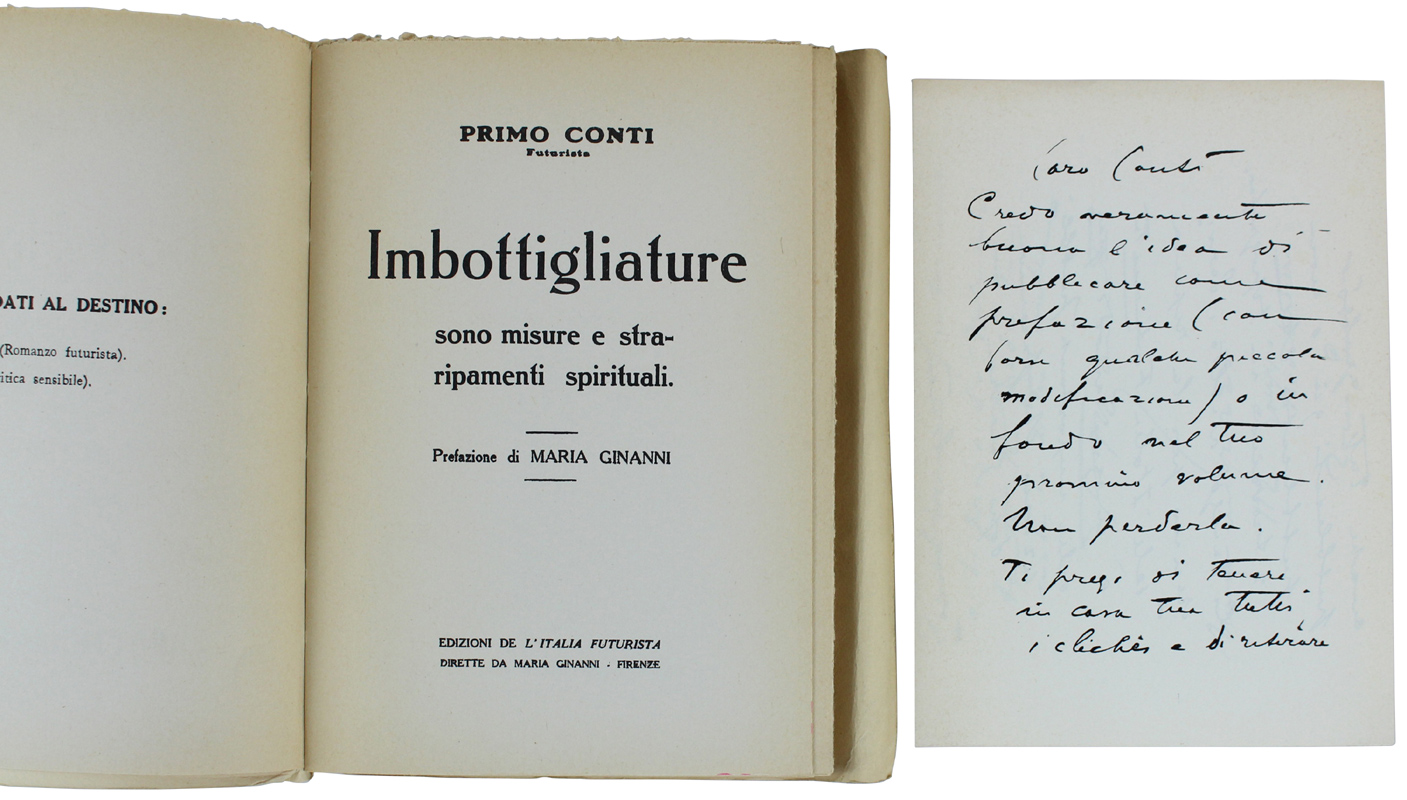 DATI AL DESTINO:
(Romanzo futurista).
itica sensibile).
PRIMO CONTI
Futurista
Imbottigliature
sono misure e stra-
ripamenti spirituali.
Prefazione di MARIA GINANNI
EDIZIONI DE L'ITALIA FUTURISTA
DIRETTE DA MARIA GINANNI - FIRENZE
Caro Conti
Credo veramente
buona l'idea di
pubblicare come
prefazione (con
forse qualche piccola
modificazione) o in
fondo nel tuo
prossimo volume.
Non perderla.
Ti prego di tenere
in casa tua tutti
i clichés e di ritirare